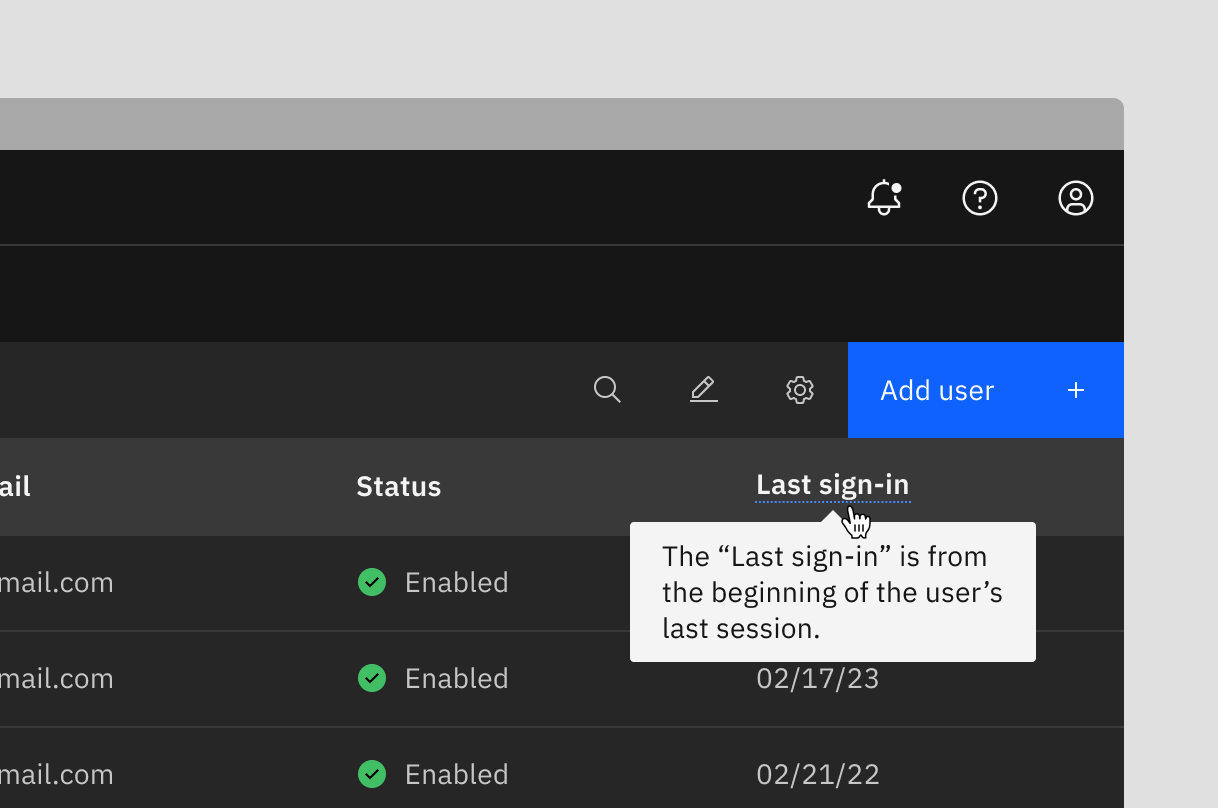 Add user +
ail Status Last sign-in
The “Last sign-in” is from
the beginning of the user’s
last session.
mail.com Enabled
mail.com Enabled 02/17/23
mail.com Enabled 02/21/22